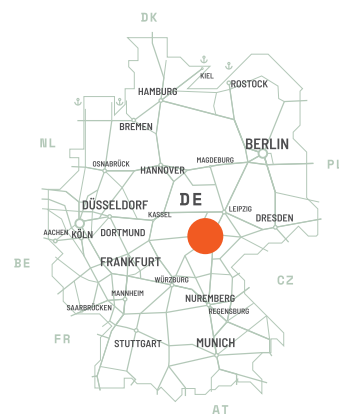 DK
KIEL
ROSTOCK
HAMBURG
BREMEN
NL
BERLIN
OSNABRÜCK
HANNOVER
MAGDEBURG
PL
DE
DÜSSELDORF
KASSEL
LEIPZIG
DRESDEN
AACHEN
KÖLN
DORTMUND
BE
FRANKFURT
WÜRZBURG
CZ
MANNHEIM
NUREMBERG
SAARBRÜCKEN
REGENSBURG
FR
STUTTGART
MUNICH
AT